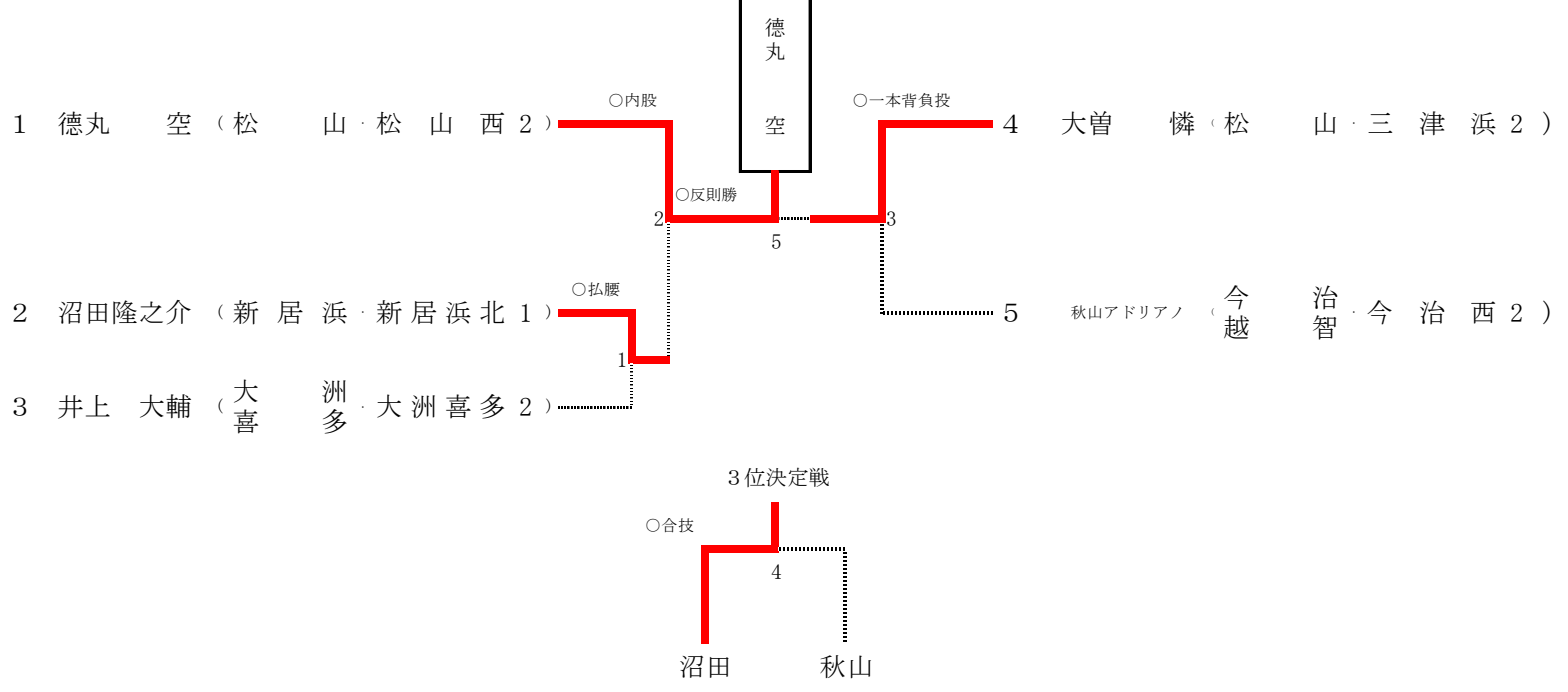 徳丸 空
○内股
○一本背負投
1 徳丸 空 (松 山・松 山 西 2)
4 大曽 憐 (松 山・三 津 浜 2)
○反則勝
2
3
5
○払腰
2 沼田隆之介 (新 居 浜・新 居 浜 北 1)
5 秋山アドリアノ (今 治 越 智・今 治 西 2)
1
3 井上 大輔 (大 洲 喜 多・大 洲 喜 多 2)
３位決定戦
○合技
4
沼田 秋山